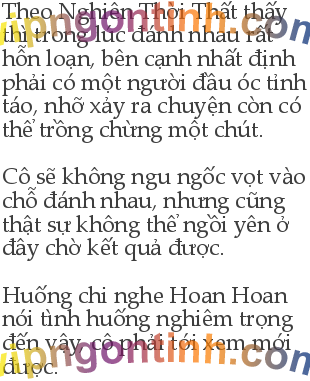 Theo Nghiên Thời Thất thấy
thì trong lúc đánh nhau rất
hỗn loạn, bên cạnh nhất định
phải có một người đầu óc tỉnh
táo, nhỡ xảy ra chuyện còn có
thể trông chừng một chút.
Cô sẽ không ngu ngốc vọt vào
chỗ đánh nhau, nhưng cũng
thật sự không thể ngồi yên ở
đây chờ kết quả được.
Huống chi nghe Hoan Hoan
nói tình huống nghiêm trọng
đến vậy, cô phải tới xem mới
được.
vipngontinh.com
vipngontinh.com